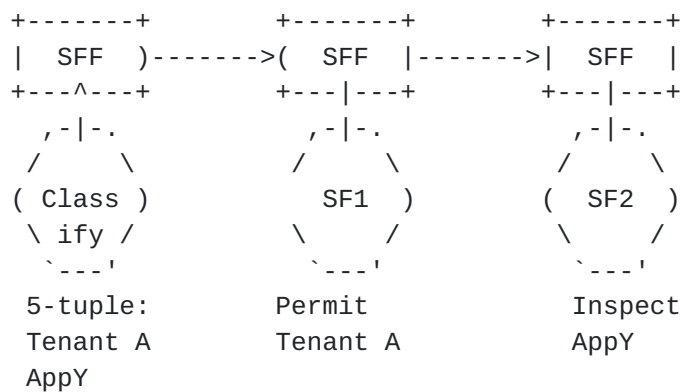 SFF SFF SFF
Class SF1 SF2
ify
5-tuple: Permit Inspect
Tenant A Tenant A AppY
AppY